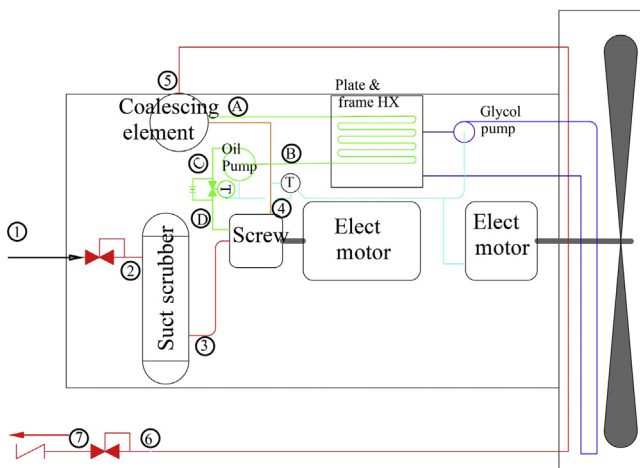 5
Coalescing
element
A
Plate &
frame HX
Glycol
pump
Oil
Pump
C
B
T
T
D
4
1
2
Suct scrubber
Screw
Elect
motor
Elect
motor
3
7
6